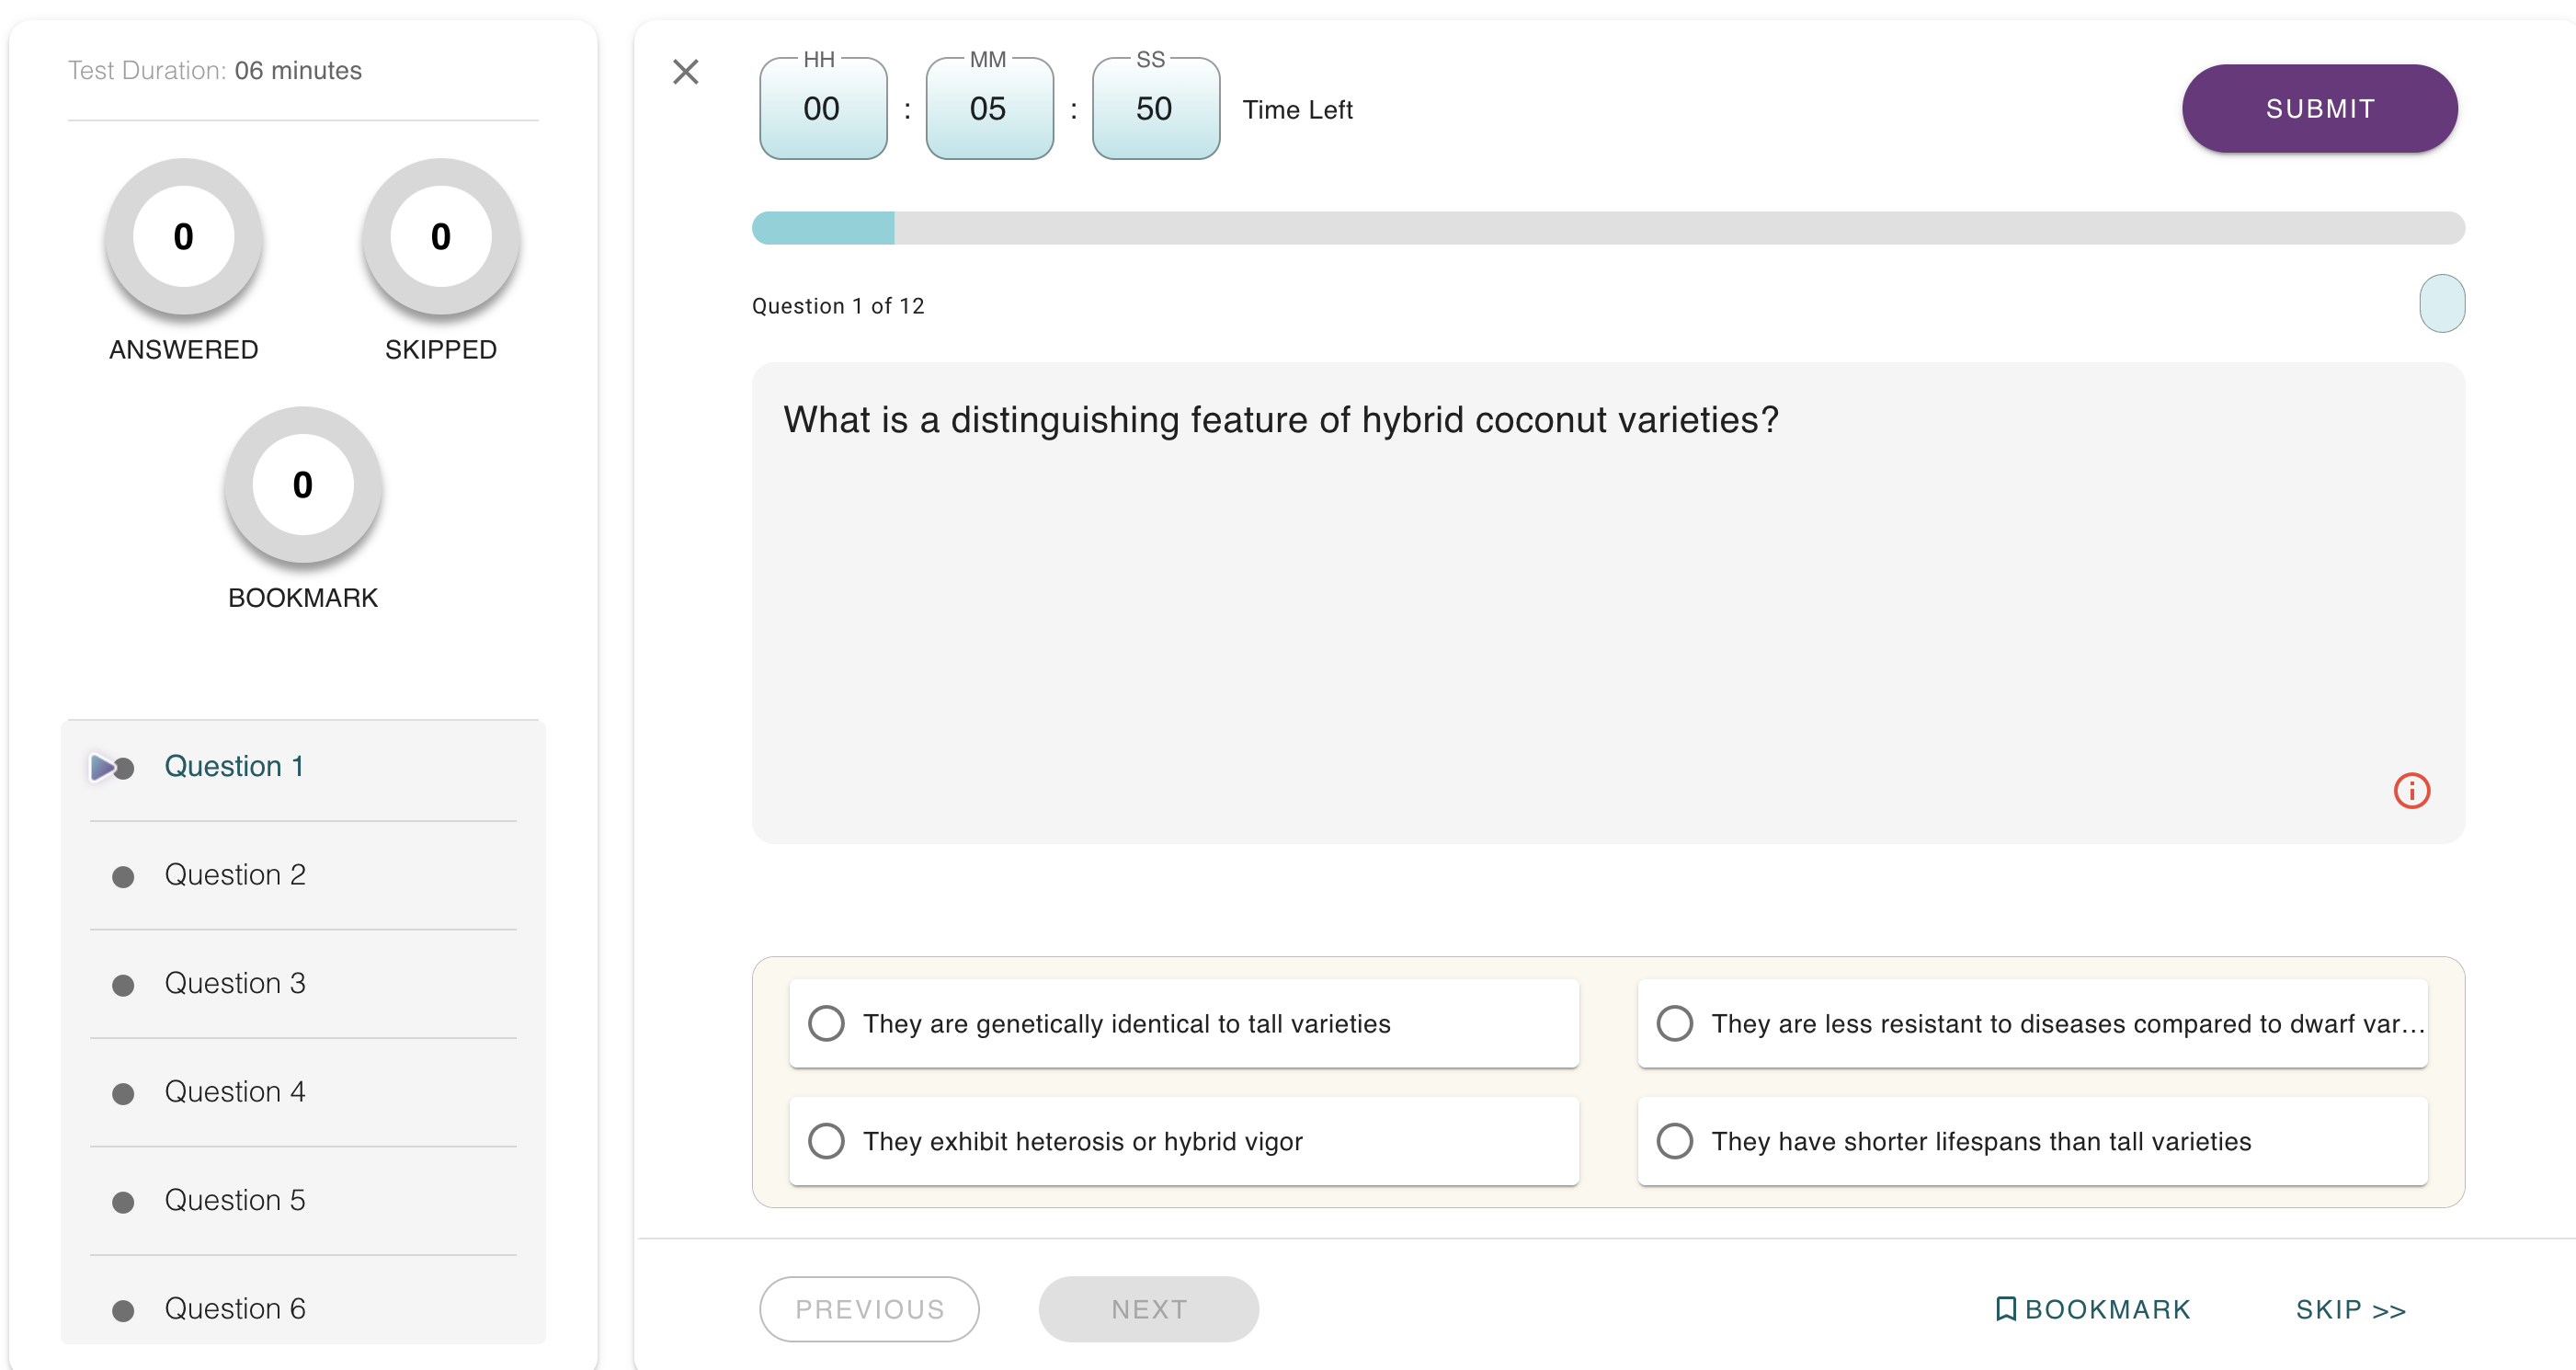 Test Duration: 06 minutes
0
ANSWERED
0
SKIPPED
0
BOOKMARK
Question 1
Question 2
Question 3
Question 4
Question 5
Question 6
HH
00
:
MM
05
:
SS
50
Time Left
SUBMIT
Question 1 of 12
What is a distinguishing feature of hybrid coconut varieties?
They are genetically identical to tall varieties
They are less resistant to diseases compared to dwarf var...
They exhibit heterosis or hybrid vigor
They have shorter lifespans than tall varieties
PREVIOUS
NEXT
BOOKMARK
SKIP >>